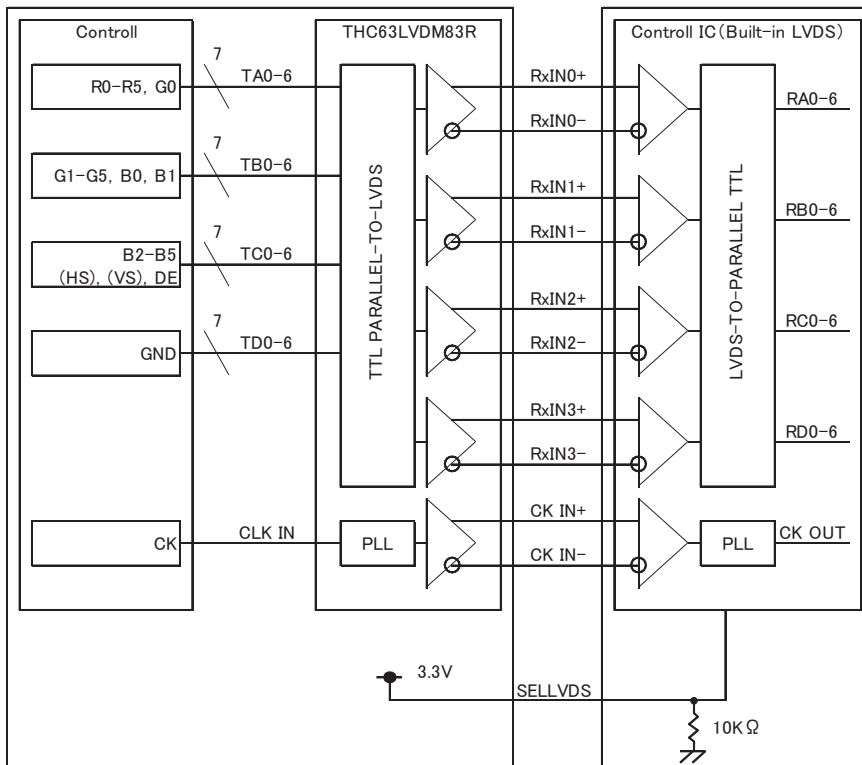 Controll
THC63LVDM83R
Controll IC(Built-in LVDS)
R0-R5, G0
7
TA0-6
RxIN0+
RxIN0-
RA0-6
G1-G5, B0, B1
7
TB0-6
RxIN1+
RxIN1-
RB0-6
B2-B5
(HS), (VS), DE
7
TC0-6
RxIN2+
RxIN2-
RC0-6
GND
7
TD0-6
RxIN3+
RxIN3-
RD0-6
TTL PARALLEL-TO-LVDS
LVDS-TO-PARALLEL TTL
CK
CLK IN
PLL
CK IN+
CK IN-
PLL
CK OUT
3.3V
SELLVDS
10KΩ